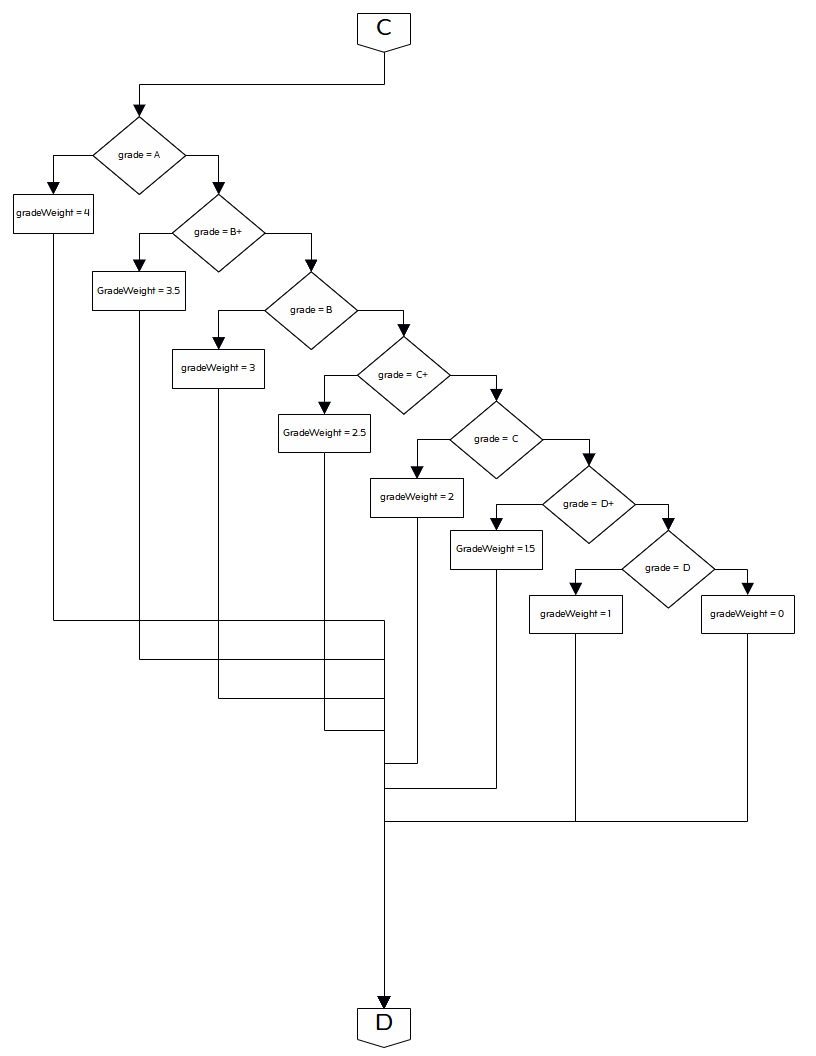 C
grade = A
gradeWeight = 4
grade = B+
GradeWeight = 3.5
grade = B
gradeWeight = 3
grade = C+
GradeWeight = 2.5
grade = C
gradeWeight = 2
grade = D+
GradeWeight = 1.5
grade = D
gradeWeight = 1
gradeWeight = 0
D